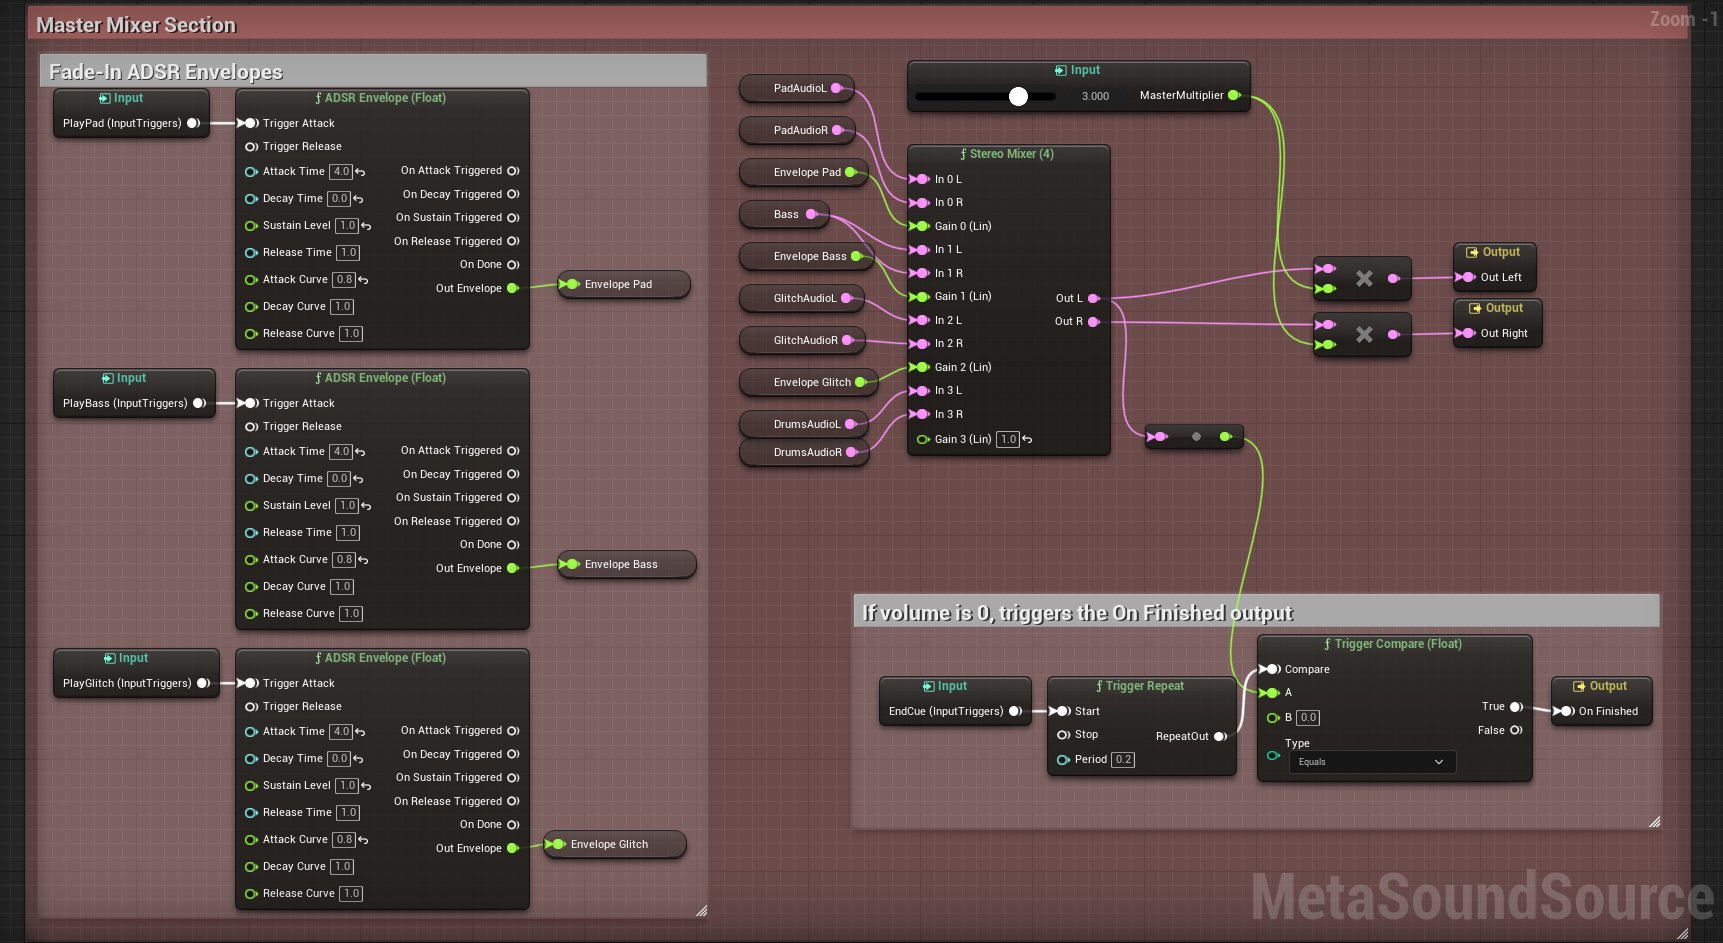 Master Mixer Section
Zoom -1
Fade-In ADSR Envelopes
Input
PlayPad (InputTriggers)
ADSR Envelope (Float)
Trigger Attack
Trigger Release
Attack Time 4.0
Decay Time 0.0
Sustain Level 1.0
Release Time 1.0
Attack Curve 0.8
Decay Curve 1.0
Release Curve 1.0
On Attack Triggered
On Decay Triggered
On Sustain Triggered
On Release Triggered
On Done
Out Envelope
Envelope Pad
Input
PlayBass (InputTriggers)
ADSR Envelope (Float)
Trigger Attack
Trigger Release
Attack Time 4.0
Decay Time 0.0
Sustain Level 1.0
Release Time 1.0
Attack Curve 0.8
Decay Curve 1.0
Release Curve 1.0
On Attack Triggered
On Decay Triggered
On Sustain Triggered
On Release Triggered
On Done
Out Envelope
Envelope Bass
Input
PlayGlitch (InputTriggers)
ADSR Envelope (Float)
Trigger Attack
Trigger Release
Attack Time 4.0
Decay Time 0.0
Sustain Level 1.0
Release Time 1.0
Attack Curve 0.8
Decay Curve 1.0
Release Curve 1.0
On Attack Triggered
On Decay Triggered
On Sustain Triggered
On Release Triggered
On Done
Out Envelope
Envelope Glitch
PadAudioL
PadAudioR
Envelope Pad
Bass
Envelope Bass
GlitchAudioL
GlitchAudioR
Envelope Glitch
DrumsAudioL
DrumsAudioR
Input
3.000
MasterMultiplier
Stereo Mixer (4)
In 0 L
In 0 R
Gain 0 (Lin)
In 1 L
In 1 R
Gain 1 (Lin)
In 2 L
In 2 R
Gain 2 (Lin)
In 3 L
In 3 R
Gain 3 (Lin) 1.0
Out L
Out R
Output
Out Left
Output
Out Right
If volume is 0, triggers the On Finished output
Input
EndCue (InputTriggers)
Trigger Repeat
Start
Stop
Period 0.2
RepeatOut
Trigger Compare (Float)
Compare
A
B 0.0
Type
Equals
True
False
Output
On Finished
MetaSoundSource